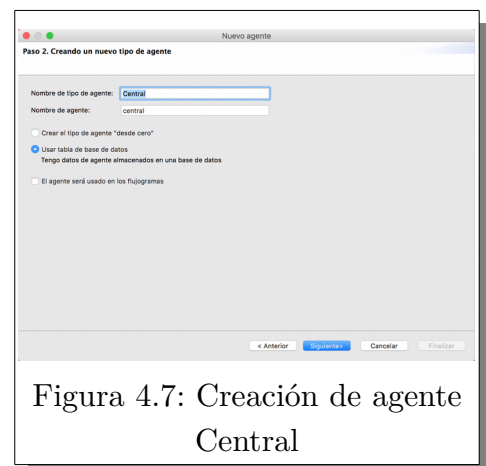 Nuevo agente
Paso 2. Creando un nuevo tipo de agente
Nombre de tipo de agente: Central
Nombre de agente: central
Crear el tipo de agente "desde cero"
Usar tabla de base de datos
Tengo datos de agente almacenados en una base de datos
El agente será usado en los flujogramas
< Anterior Siguiente> Cancelar Finalizar
Figura 4.7: Creación de agente
Central